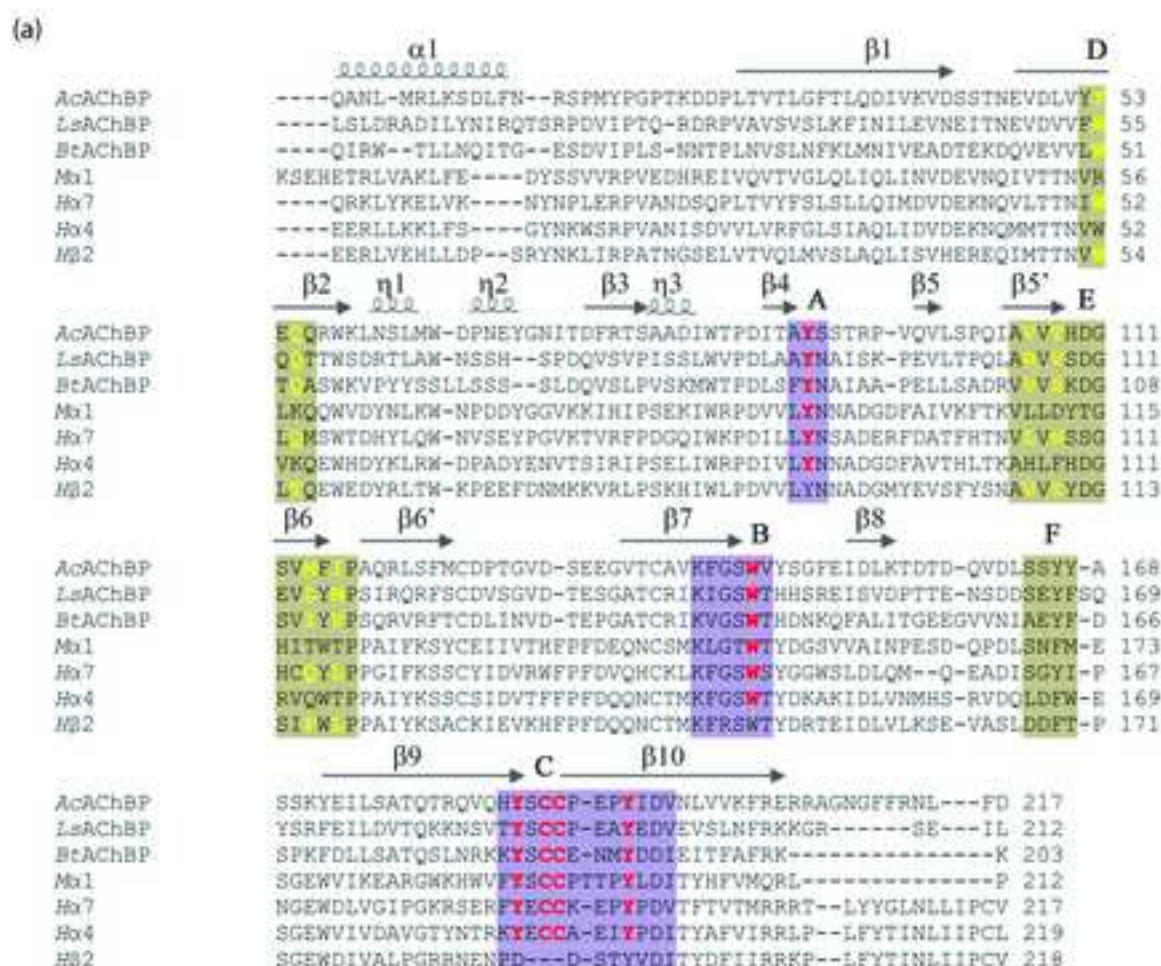 (a)
α1 β1 D
AcAChBP ----QANL-MRLKSDLFN--RSPMYPGPTKDDPLTVTLGFTLQDIVKVDSSTNEVDLVY 53
LsAChBP ----LSLDRADILYNIRQTSRPDVIPTQ-RDRPVAVSVSLKFINILEVNEITNEVDVVF 55
BtAChBP ----QIRW--TLLNQITG--ESDVIPLS-NNTPLNVSLNFKLMNIVEADTEKDQVEVVL 51
Mα1 KSEHETRLVAKLFE----DYSSVVRPVEDHREIVQVTVGLQLIQLINVDEVNQIVTTNVR 56
Hα7 ----QRKLYKELVK----NYNPLERPVANDSQPLTVYFSLSLLQIMDVDEKNQVLTTNI 52
Hα4 ----EERLLKKLFS----GYNKWSRPVANISDVVLVRFGLSIAQLIDVDEKNQMMTTNVW 52
Hβ2 ----EERLVEHLLDP--SRYNKLIRPATNGSELVTVQLMVSLAQLISVHEREQIMTTNV 54
β2 η1 η2 β3 η3 β4 A β5 β5' E
AcAChBP E QRWKLNSLMW-DPNEYGNITDFRTSAADIWTPDITAYSSTRP-VQVLSPQIA V HDG 111
LsAChBP Q TTWSDRTLAW-NSSH--SPDQVSVPISSLWVPDLAAYNAISK-PEVLTPQLA V SDG 111
BtAChBP T ASWKVPYYSSLLSSS--SLDQVSLPVSKMWTPDLSFYNAIAA-PELLSADRV V KDG 108
Mα1 LKQQWVDYNLKW-NPDDYGGVKKIHIPSEKIWRPDVVLYNNADGDFAIVKFTKVLLDYTG 115
Hα7 L MSWTDHYLQW-NVSEYPGVKTVRFPDGQIWKPDILLYNSADERFDATFHTNV V SSG 111
Hα4 VKQEWHDYKLRW-DPADYENVTSIRIPSELIWRPDIVLYNNADGDFAVTHLTKAHLFHDG 111
Hβ2 L QEWEDYRLTW-KPEEFDNMKKVRLPSKHIWLPDVVLYNNADGMYEVSFYSNA V YDG 113
β6 β6' β7 B β8 F
AcAChBP SV F PAQRLSFMCDPTGVD-SEEGVTCAVKFGSWVYSGFEIDLKTDTD-QVDLSSYY-A 168
LsAChBP EV Y PSIRQRFSCDVSGVD-TESGATCRIKIGSWTHHSREISVDPTTE-NSDDSEYFSQ 169
BtAChBP SV Y PSQRVRFTCDLINVD-TEPGATCRIKVGSWTHDNKQFALITGEEGVVNIAEYF-D 166
Mα1 HITWTPPAIFKSYCEIIVTHFPFDEQNCSMKLGTWTYDGSVVAINPESD-QPDLSNFM-E 173
Hα7 HC Y PPGIFKSSCYIDVRWFPFDVQHCKLKFGSWSYGGWSLDLQM--Q-EADISGYI-P 167
Hα4 RVQWTPPAIYKSSCSIDVTFFPFDQQNCTMKFGSWTYDKAKIDLVNMHS-RVDQLDFW-E 169
Hβ2 SI W PPAIYKSACKIEVKHFPFDQQNCTMKFRSWTYDRTEIDLVLKSE-VASLDDFT-P 171
β9 C β10
AcAChBP SSKYEILSATQTRQVQHYSCCP-EPYIDVNLVVKFRERRAGNGFFRNL---FD 217
LsAChBP YSRFEILDVTQKKNSVTYSCCP-EAYEDVEVSLNFRKKGR------SE---IL 212
BtAChBP SPKFDLLSATQSLNRKKYSCCE-NMYDDIEITFAFRK--------------K 203
Mα1 SGEWVIKEARGWKHWVFYSCCPTTPYLDITYHFVMQRL--------------P 212
Hα7 NGEWDLVGIPGKRSERFYECCK-EPYPDVTFTVTMRRRT--LYYGLNLLIPCV 217
Hα4 SGEWVIVDAVGTYNTRKYECCA-EIYPDITYAFVIRRLP--LFYTINLIIPCL 219
Hβ2 SGEWDIVALPGRRNENPD---D-STYVDITYDFIIRRKP--LFYTINLIIPCV 218